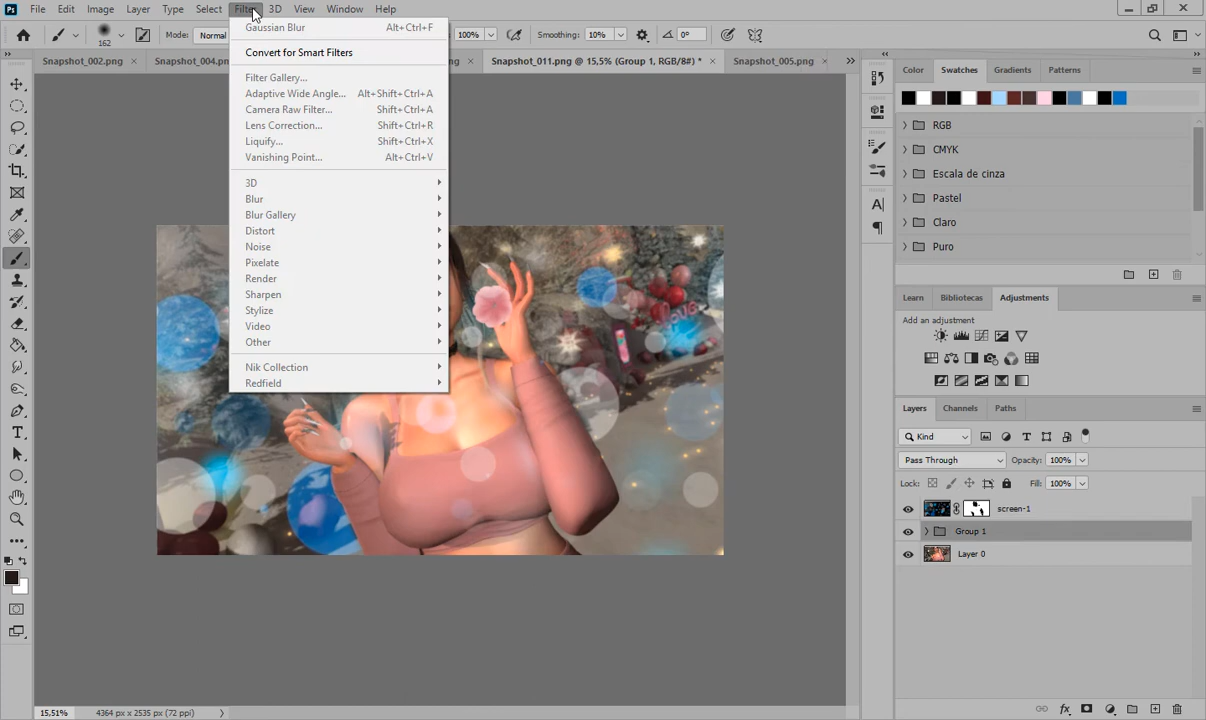 Ps File Edit Image Layer Type Select Filter 3D View Window Help
162 Mode: Normal 100% Smoothing: 10% 0°
Snapshot_002.png × Snapshot_004.png × Snapshot_011.png @ 15,5% (Group 1, RGB/8#) * × Snapshot_005.png ×
Gaussian Blur Alt+Ctrl+F
Convert for Smart Filters
Filter Gallery...
Adaptive Wide Angle... Alt+Shift+Ctrl+A
Camera Raw Filter... Shift+Ctrl+A
Lens Correction... Shift+Ctrl+R
Liquify... Shift+Ctrl+X
Vanishing Point... Alt+Ctrl+V
3D
Blur
Blur Gallery
Distort
Noise
Pixelate
Render
Sharpen
Stylize
Video
Other
Nik Collection
Redfield
Color Swatches Gradients Patterns
RGB
CMYK
Escala de cinza
Pastel
Claro
Puro
Learn Bibliotecas Adjustments
Add an adjustment
Layers Channels Paths
Kind
Pass Through Opacity: 100%
Lock: Fill: 100%
screen-1
Group 1
Layer 0
15,51% 4364 px x 2535 px (72 ppi)